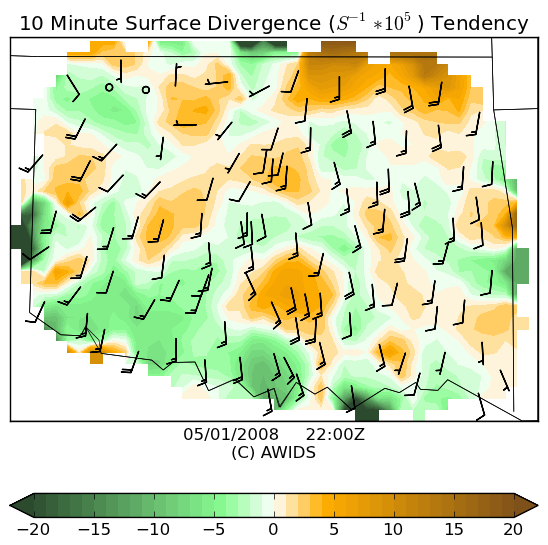 10 Minute Surface Divergence (S⁻¹ *10⁵ ) Tendency
05/01/2008 22:00Z
(C) AWIDS
−20 −15 −10 −5 0 5 10 15 20